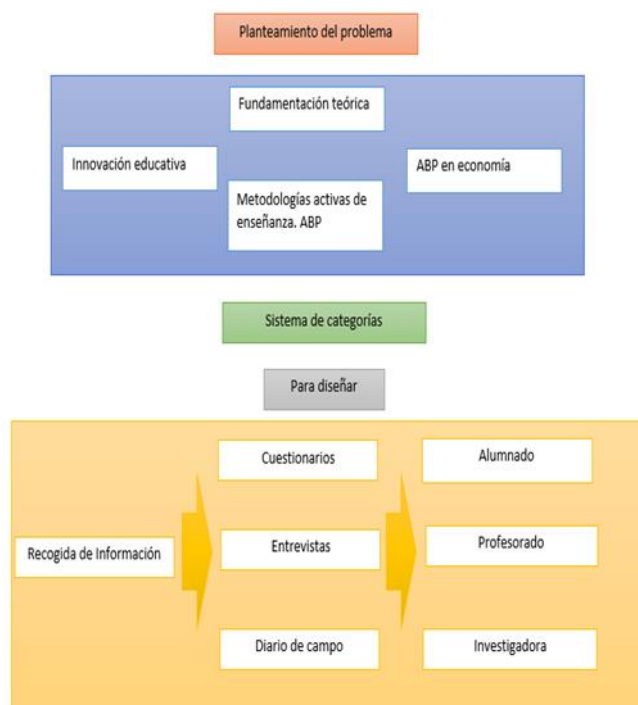 Planteamiento del problema
Fundamentación teórica
Innovación educativa
ABP en economía
Metodologías activas de
enseñanza. ABP
Sistema de categorías
Para diseñar
Cuestionarios
Alumnado
Recogida de Información
Entrevistas
Profesorado
Diario de campo
Investigadora